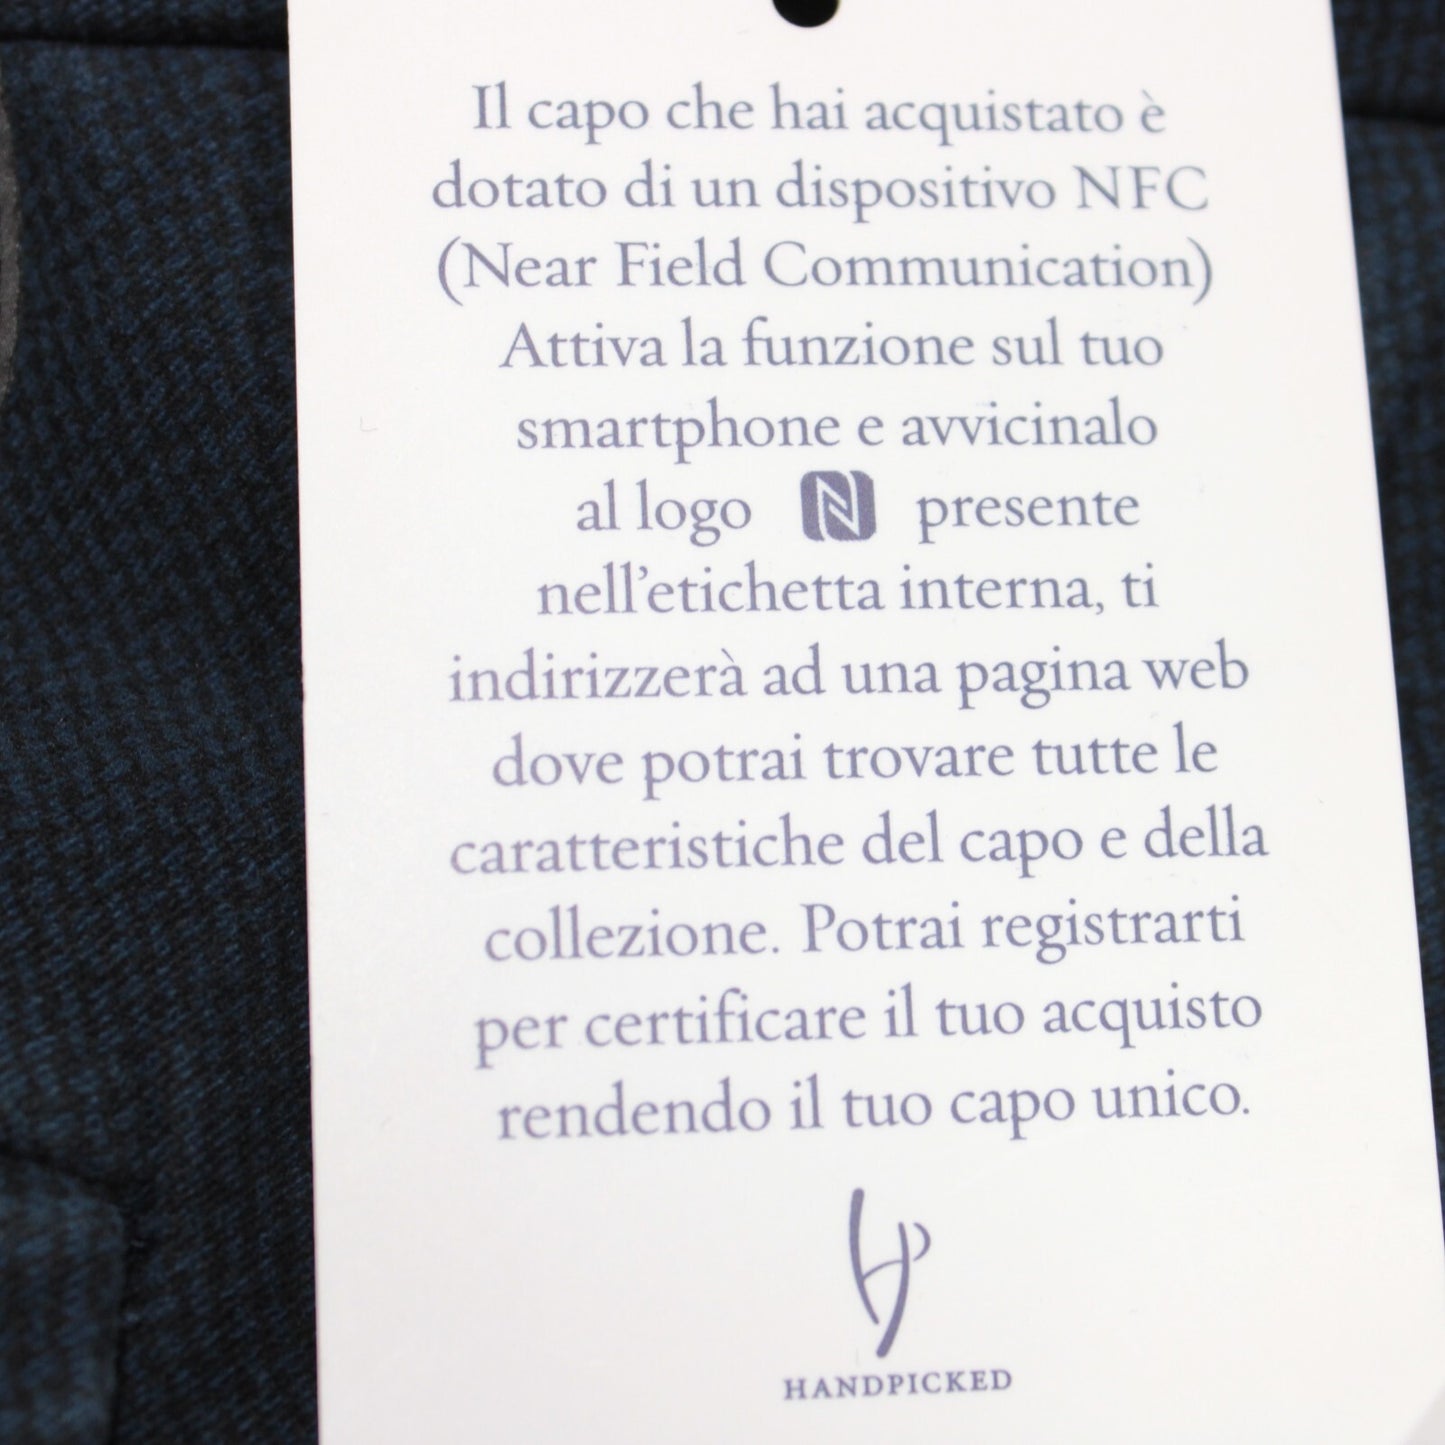 Il capo che hai acquistato è
dotato di un dispositivo NFC
(Near Field Communication)
Attiva la funzione sul tuo
smartphone e avvicinalo
al logo N presente
nell'etichetta interna, ti
indirizzerà ad una pagina web
dove potrai trovare tutte le
caratteristiche del capo e della
collezione. Potrai registrarti
per certificare il tuo acquisto
rendendo il tuo capo unico.
HANDPICKED